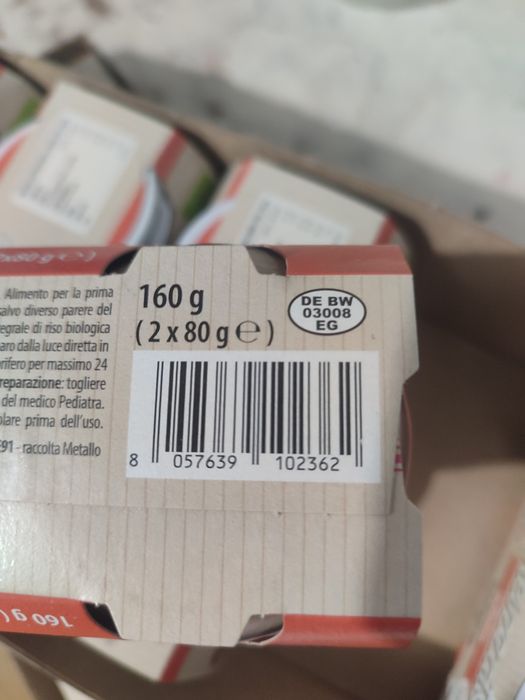 Alimento per la prima
salvo diverso parere del
egrale di riso biologica
aro dalla luce diretta in
rifero per massimo 24
reparazione: togliere
del medico Pediatra.
olare prima dell'uso.
91 - raccolta Metallo
160 g
(2 x 80 g e)
DE BW
03008
EG
8 057639 102362
160 g (